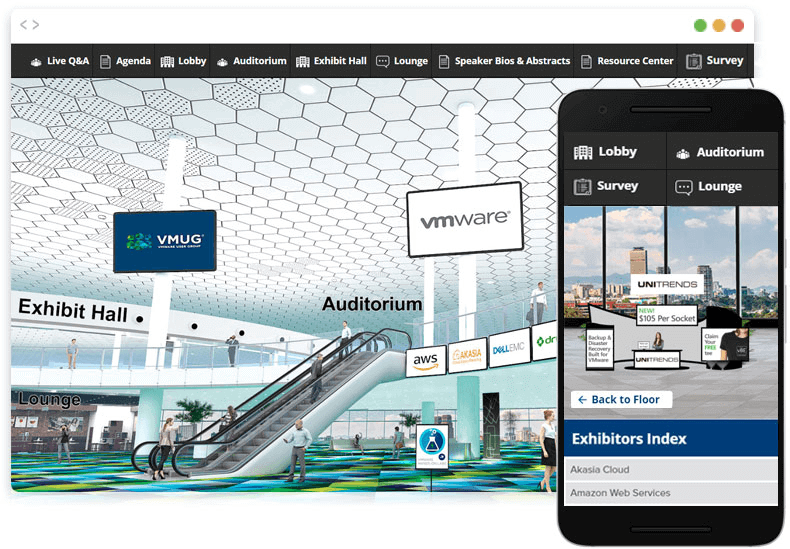 Live Q&A
Agenda
Lobby
Auditorium
Exhibit Hall
Lounge
Speaker Bios & Abstracts
Resource Center
Survey
VMUG
VMWARE USER GROUP
vmware®
Exhibit Hall
Auditorium
Lounge
aws
AKASIA
DELL EMC
Lobby
Auditorium
Survey
Lounge
UNITRENDS
NEW!
$105 Per Socket
Backup &
Disaster
Recovery
Built for
VMware
Claim
Your
FREE
tee
UNITRENDS
← Back to Floor
Exhibitors Index
Akasia Cloud
Amazon Web Services